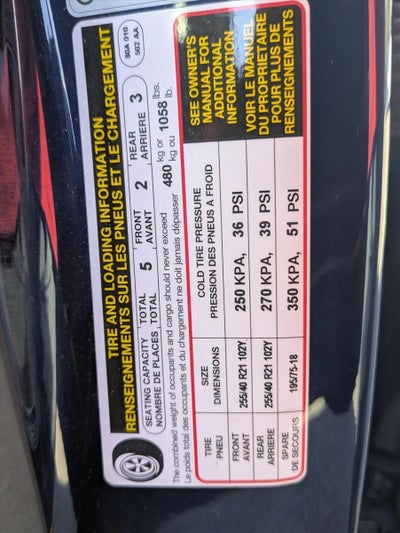 TIRE AND LOADING INFORMATION
RENSEIGNEMENTS SUR LES PNEUS ET LE CHARGEMENT
8GA 010
502 AA
SEATING CAPACITY TOTAL 5 FRONT 2 REAR 3
NOMBRE DE PLACES TOTAL AVANT ARRIERE
The combined weight of occupants and cargo should never exceed 480 kg or 1058 lbs.
Le poids total des occupants et du chargement ne doit jamais dépasser kg ou lb.
TIRE SIZE COLD TIRE PRESSURE
PNEU DIMENSIONS PRESSION DES PNEUS A FROID
FRONT 255/40 R21 102Y 250 KPA, 36 PSI
AVANT
REAR 255/40 R21 102Y 270 KPA, 39 PSI
ARRIERE
SPARE 195/75-18 350 KPA, 51 PSI
DE SECOURS
SEE OWNER'S
MANUAL FOR
ADDITIONAL
INFORMATION
VOIR LE MANUEL
DU PROPRIETAIRE
POUR PLUS DE
RENSEIGNEMENTS